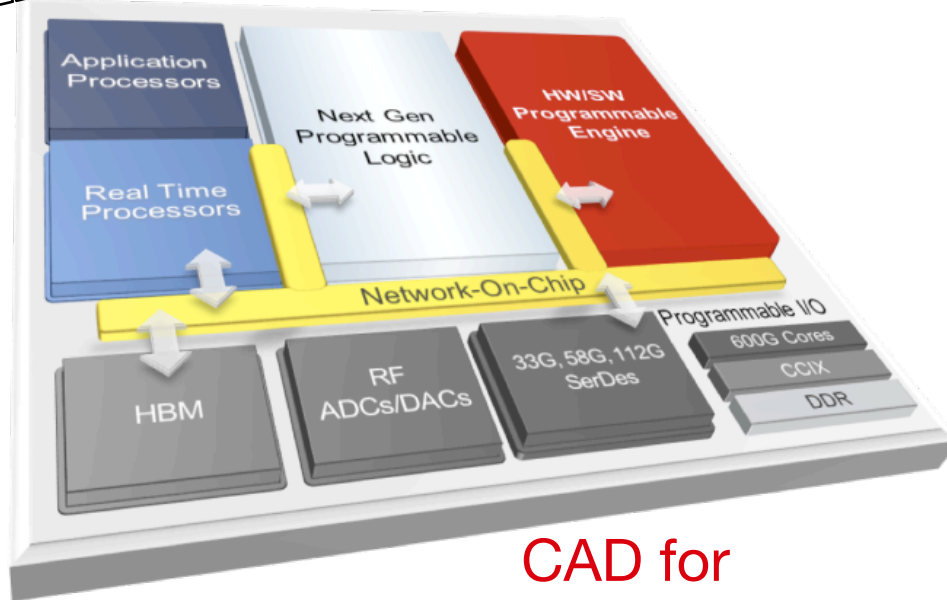 Application
Processors
Next Gen
Programmable
Logic
HW/SW
Programmable
Engine
Real Time
Processors
Network-On-Chip
HBM
RF
ADCs/DACs
33G, 58G, 112G
SerDes
Programmable I/O
600G Cores
CCIX
DDR
CAD for